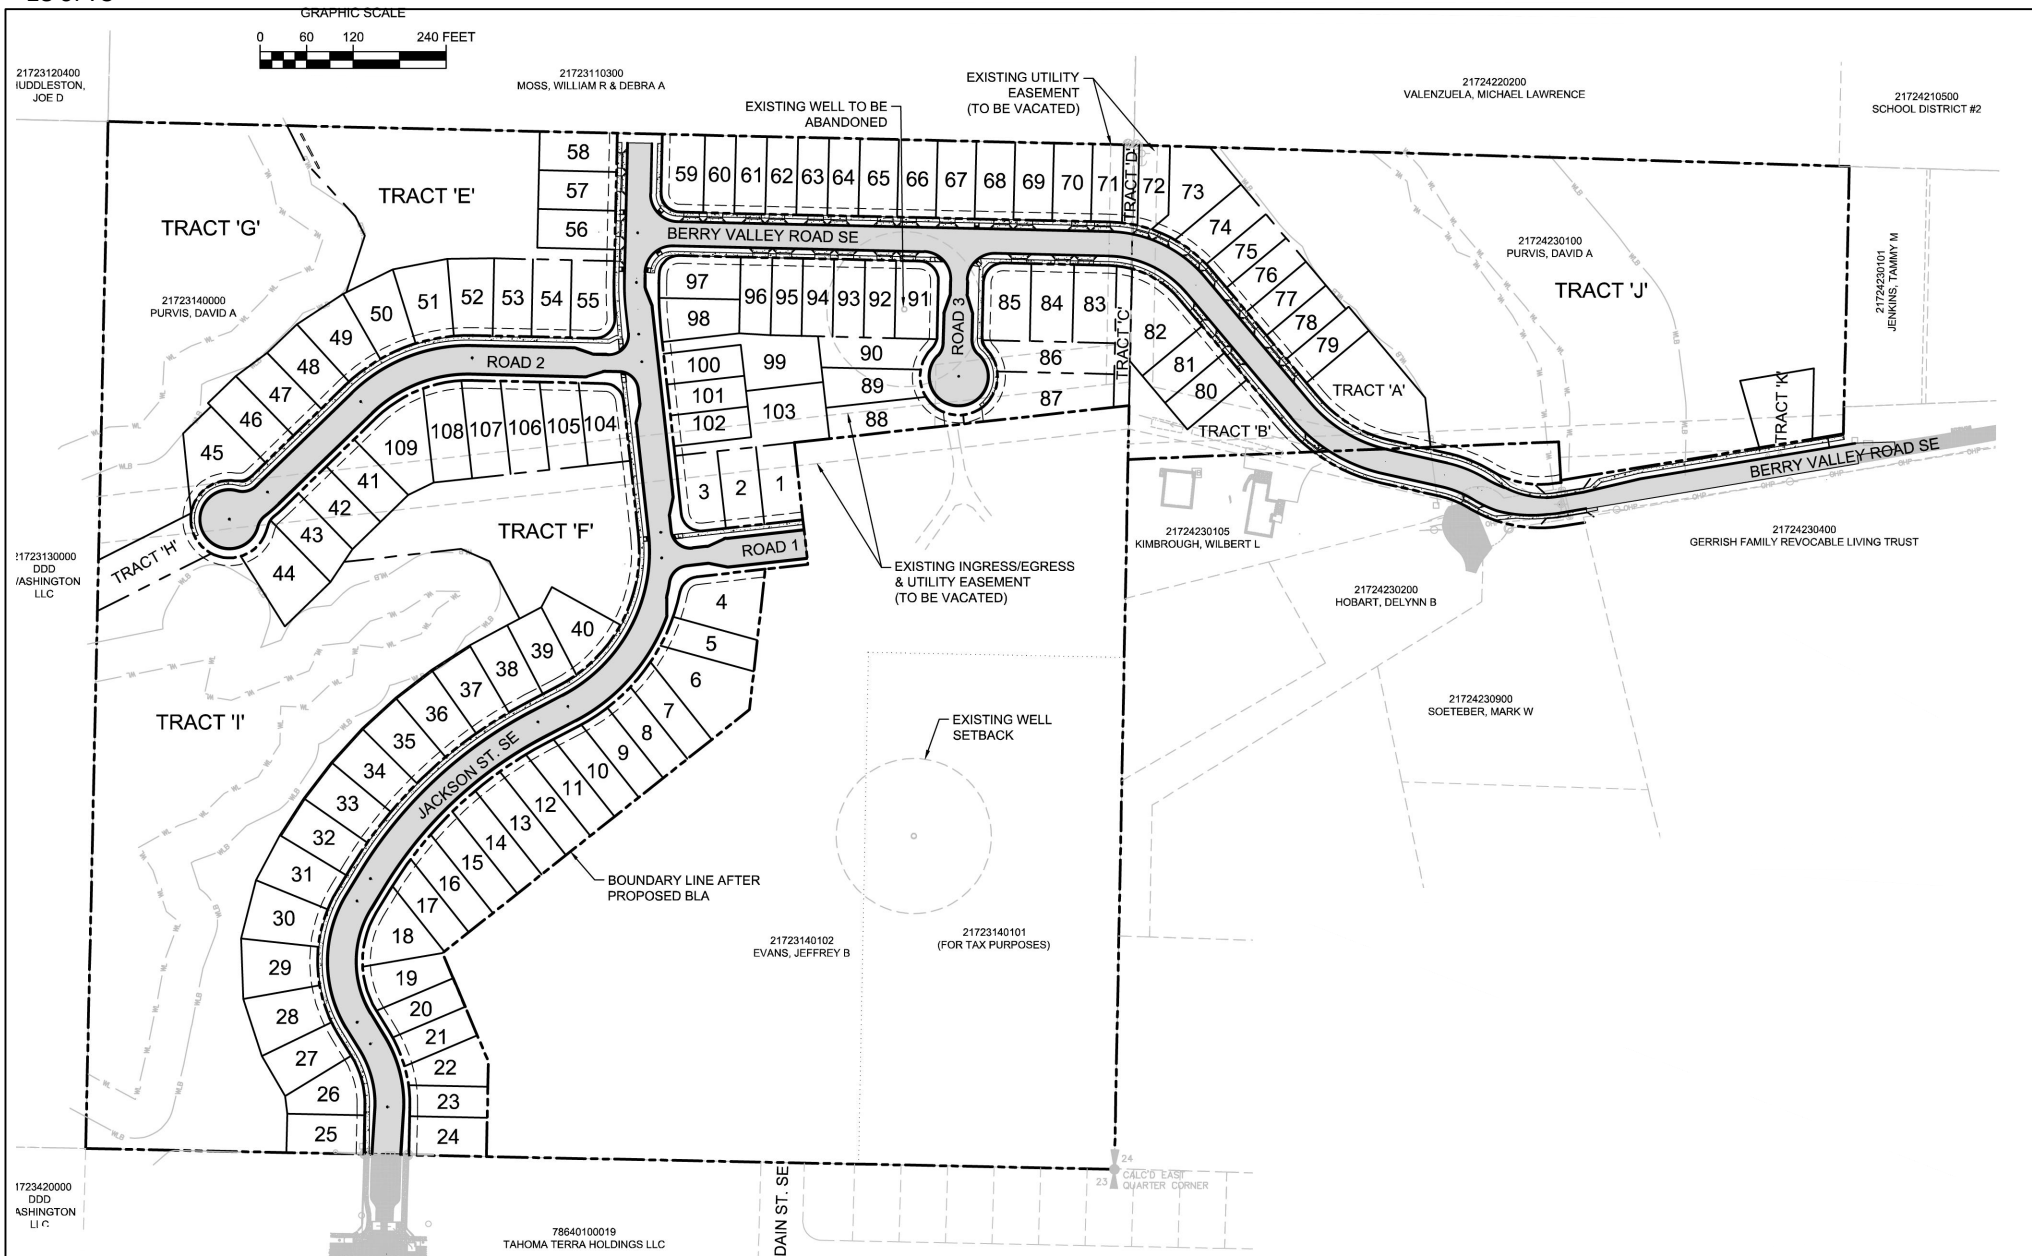 GRAPHIC SCALE
0 60 120 240 FEET
21723120400
HUDDLESTON,
JOE D
21723110300
MOSS, WILLIAM R & DEBRA A
EXISTING UTILITY
EASEMENT
(TO BE VACATED)
EXISTING WELL TO BE
ABANDONED
21724220200
VALENZUELA, MICHAEL LAWRENCE
21724210500
SCHOOL DISTRICT #2
TRACT 'G'
TRACT 'E'
58
57
56
59 60 61 62 63 64 65 66 67 68 69 70 71
TRACT 'D'
72
73
74
75
76
77
78
79
BERRY VALLEY ROAD SE
21723140000
PURVIS, DAVID A
21724230100
PURVIS, DAVID A
TRACT 'J'
21724230101
JENKINS, TAMMY M
45
46
47
48
49
50
51
52
53
54
55
ROAD 2
97
98
96 95 94 93 92 91
ROAD 3
85 84 83
TRACT 'C'
82
81
80
100
101
102
99
103
90
89
88
86
87
TRACT 'A'
TRACT 'B'
TRACT 'K'
BERRY VALLEY ROAD SE
109
108 107 106 105 104
41
42
43
44
3 2 1
ROAD 1
TRACT 'F'
TRACT 'H'
21723130000
DDD
WASHINGTON
LLC
EXISTING INGRESS/EGRESS
& UTILITY EASEMENT
(TO BE VACATED)
21724230105
KIMBROUGH, WILBERT L
21724230200
HOBART, DELYNN B
21724230400
GERRISH FAMILY REVOCABLE LIVING TRUST
21724230900
SOETEBER, MARK W
TRACT 'I'
4
5
6
7
8
9
10
11
12
13
14
15
16
17
18
19
20
21
22
23
24
40
39
38
37
36
35
34
33
32
31
30
29
28
27
26
25
JACKSON ST. SE
EXISTING WELL
SETBACK
BOUNDARY LINE AFTER
PROPOSED BLA
21723140102
EVANS, JEFFREY B
21723140101
(FOR TAX PURPOSES)
24
23
CALC'D EAST
QUARTER CORNER
1723420000
DDD
ASHINGTON
LLC
78640100019
TAHOMA TERRA HOLDINGS LLC
DAIN ST. SE